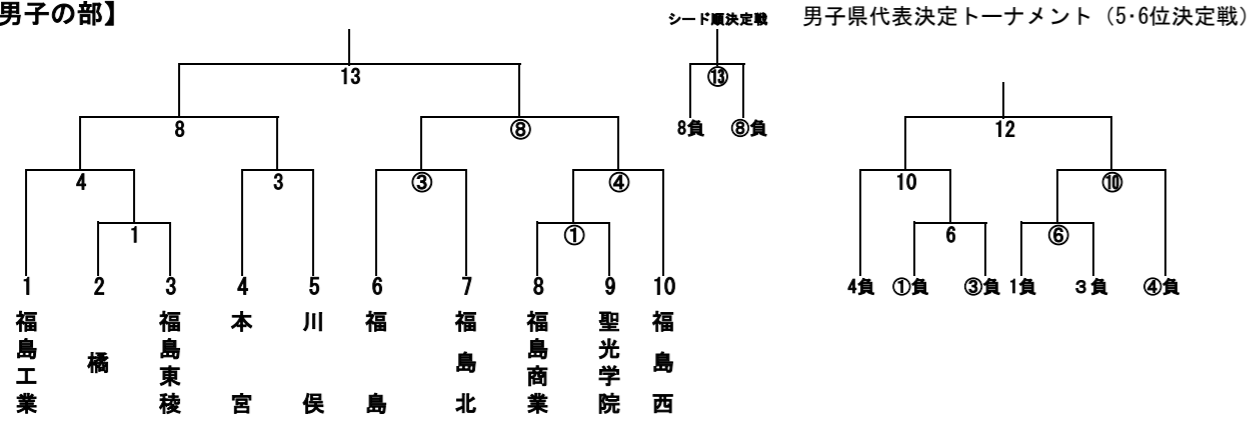 男子の部】
シード順決定戦
男子県代表決定トーナメント（5･6位決定戦）
13
⑬
8
⑧
8負
⑧負
12
4
3
③
④
10
⑩
1
①
6
⑥
1
2
3
4
5
6
7
8
9
10
4負
①負
③負
1負
３負
④負
福島工業
橘
福島東稜
本宮
川俣
福島
福島北
福島商業
聖光学院
福島西